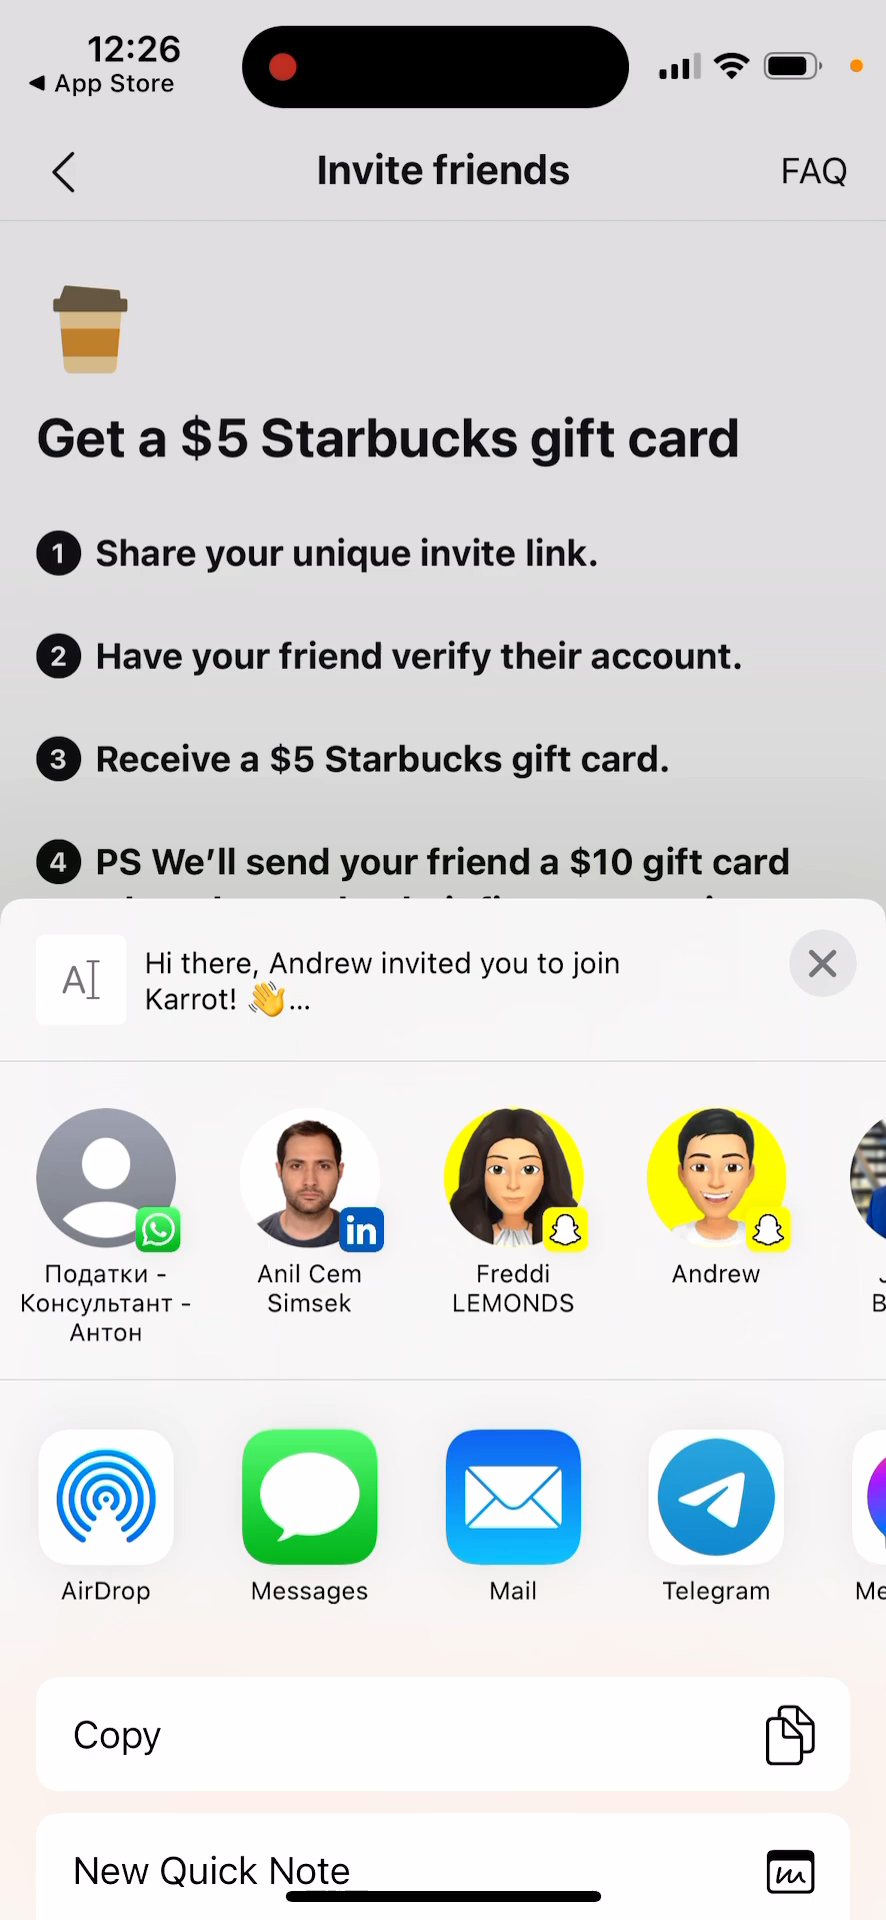 12:26
App Store
Invite friends
FAQ
Get a $5 Starbucks gift card
1 Share your unique invite link.
2 Have your friend verify their account.
3 Receive a $5 Starbucks gift card.
4 PS We’ll send your friend a $10 gift card
Hi there, Andrew invited you to join
Karrot! 👋...
Податки -
Консультант -
Антон
Anil Cem
Simsek
Freddi
LEMONDS
Andrew
AirDrop
Messages
Mail
Telegram
Copy
New Quick Note